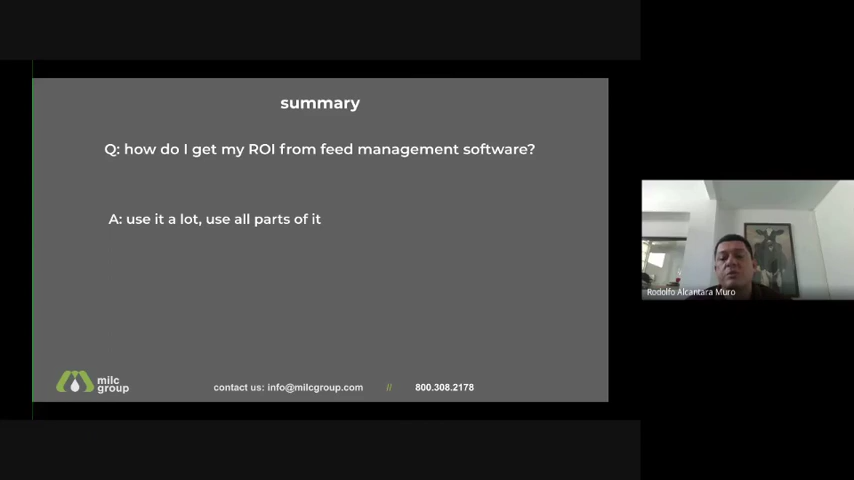 summary
Q: how do I get my ROI from feed management software?
A: use it a lot, use all parts of it
milc
group
contact us: info@milcgroup.com // 800.308.2178
Rodolfo Alcantara Muro